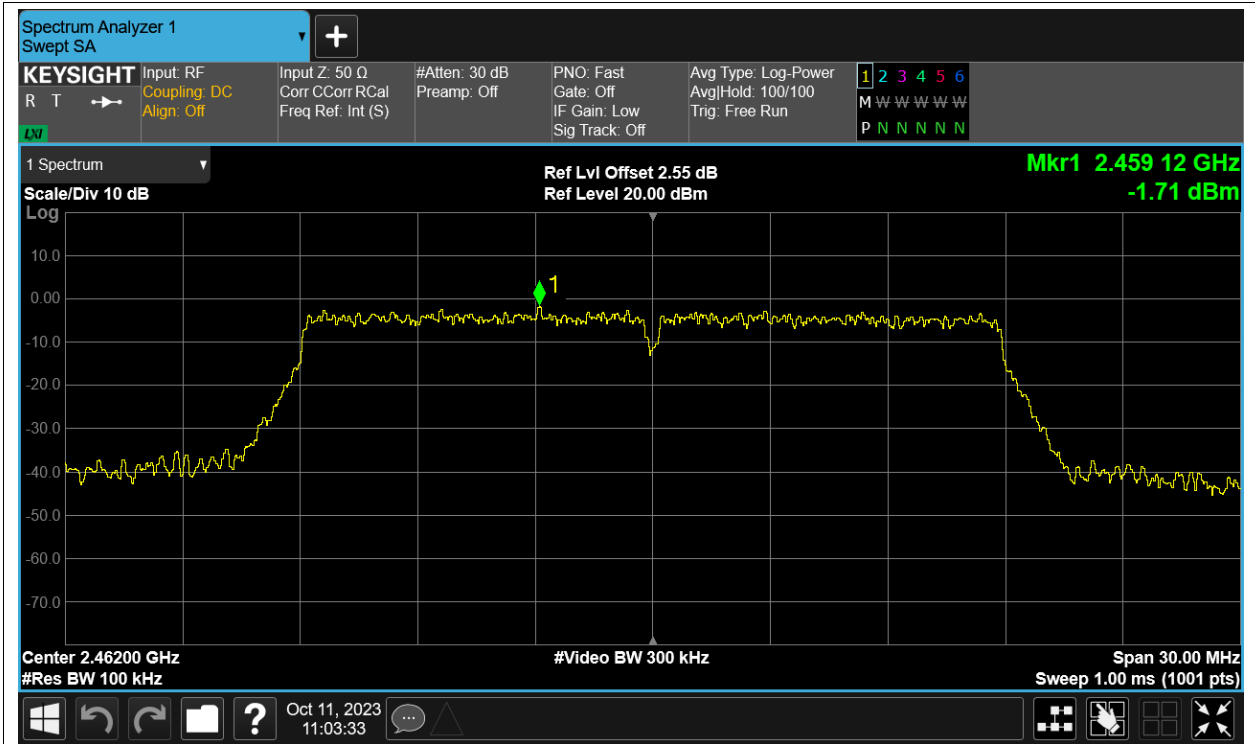 Spectrum Analyzer 1
Swept SA
KEYSIGHT
R T
LXI
Input: RF
Coupling: DC
Align: Off
Input Z: 50 Ω
Corr CCorr RCal
Freq Ref: Int (S)
#Atten: 30 dB
Preamp: Off
PNO: Fast
Gate: Off
IF Gain: Low
Sig Track: Off
Avg Type: Log-Power
Avg|Hold: 100/100
Trig: Free Run
1 2 3 4 5 6
M W W W W W
P N N N N N
1 Spectrum
Scale/Div 10 dB
Log
Ref Lvl Offset 2.55 dB
Ref Level 20.00 dBm
Mkr1 2.459 12 GHz
-1.71 dBm
1
10.0
0.00
-10.0
-20.0
-30.0
-40.0
-50.0
-60.0
-70.0
Center 2.46200 GHz
#Res BW 100 kHz
#Video BW 300 kHz
Span 30.00 MHz
Sweep 1.00 ms (1001 pts)
?
Oct 11, 2023
11:03:33